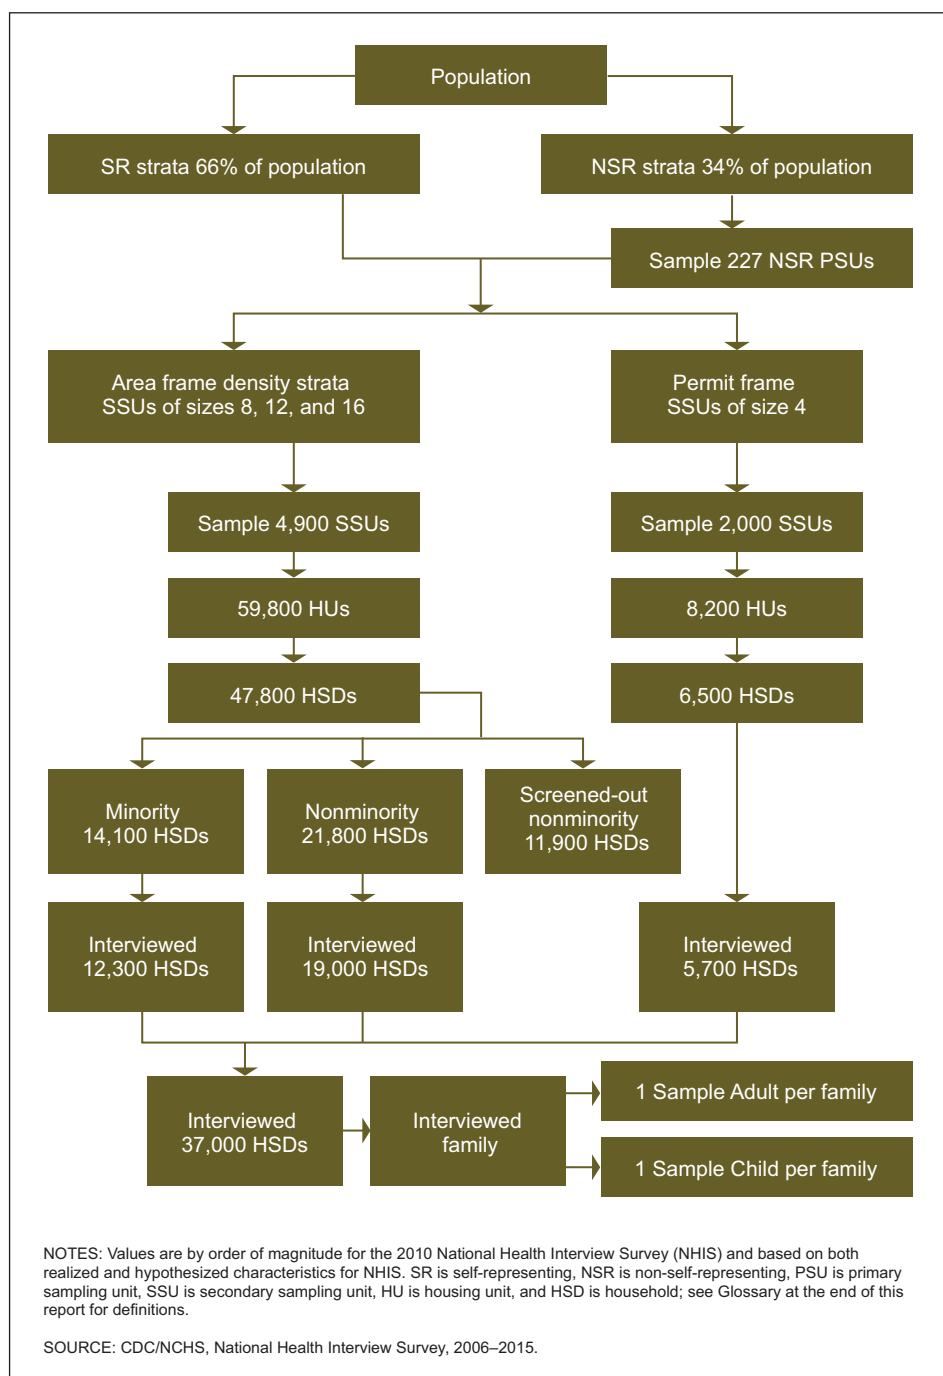 Population
SR strata 66% of population
NSR strata 34% of population
Sample 227 NSR PSUs
Area frame density strata
SSUs of sizes 8, 12, and 16
Permit frame
SSUs of size 4
Sample 4,900 SSUs
Sample 2,000 SSUs
59,800 HUs
8,200 HUs
47,800 HSDs
6,500 HSDs
Minority
14,100 HSDs
Nonminority
21,800 HSDs
Screened-out
nonminority
11,900 HSDs
Interviewed
12,300 HSDs
Interviewed
19,000 HSDs
Interviewed
5,700 HSDs
Interviewed
37,000 HSDs
Interviewed
family
1 Sample Adult per family
1 Sample Child per family
NOTES: Values are by order of magnitude for the 2010 National Health Interview Survey (NHIS) and based on both
realized and hypothesized characteristics for NHIS. SR is self-representing, NSR is non-self-representing, PSU is primary
sampling unit, SSU is secondary sampling unit, HU is housing unit, and HSD is household; see Glossary at the end of this
report for definitions.
SOURCE: CDC/NCHS, National Health Interview Survey, 2006–2015.